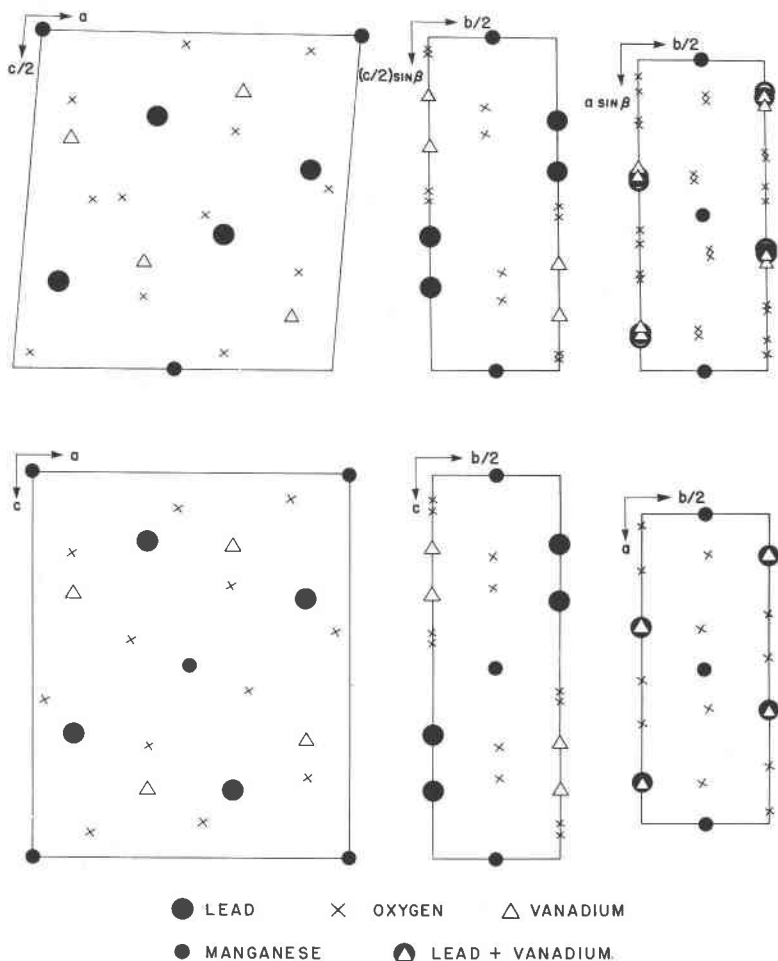 a
c/2
b/2
(c/2)sinβ
b/2
a sinβ
a
c
b/2
c
b/2
a
LEAD
OXYGEN
VANADIUM
MANGANESE
LEAD + VANADIUM